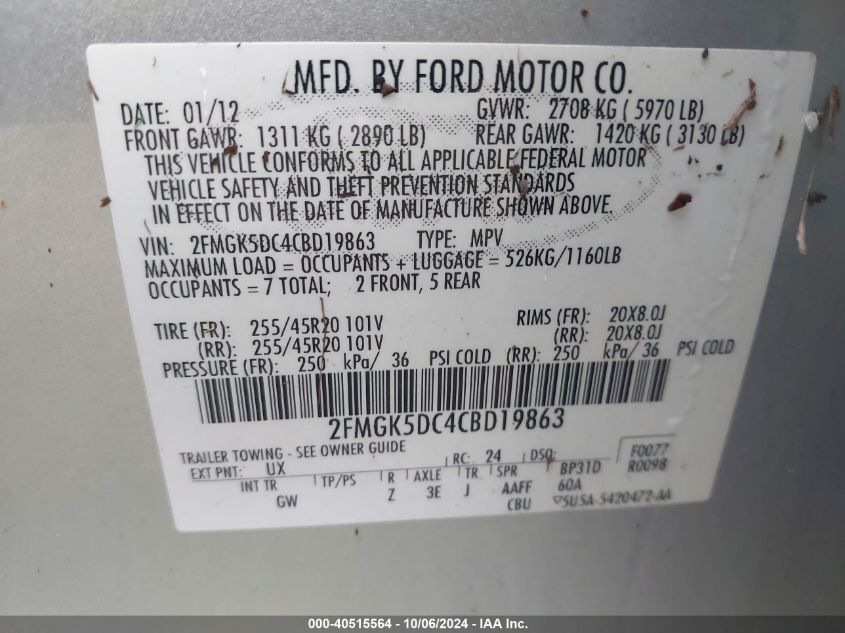 MFD. BY FORD MOTOR CO.
DATE: 01/12 GVWR: 2708 KG ( 5970 LB)
FRONT GAWR: 1311 KG ( 2890 LB) REAR GAWR: 1420 KG ( 3130 LB)
THIS VEHICLE CONFORMS TO ALL APPLICABLE FEDERAL MOTOR
VEHICLE SAFETY AND THEFT PREVENTION STANDARDS
IN EFFECT ON THE DATE OF MANUFACTURE SHOWN ABOVE.
VIN: 2FMGK5DC4CBD19863 TYPE: MPV
MAXIMUM LOAD = OCCUPANTS + LUGGAGE = 526KG/1160LB
OCCUPANTS = 7 TOTAL; 2 FRONT, 5 REAR
TIRE (FR): 255/45R20 101V RIMS (FR): 20X8.0J
(RR): 255/45R20 101V (RR): 20X8.0J
PRESSURE (FR): 250 kPa/ 36 PSI COLD (RR): 250 kPa/ 36 PSI COLD
2FMGK5DC4CBD19863
TRAILER TOWING - SEE OWNER GUIDE RC: 24 DSO: F0077
EXT PNT: UX BP31D R0098
INT TR TP/PS R AXLE TR SPR 60A
GW Z 3E J AAFF
CBU 5U5A-5420472-AA
000-40515564 - 10/06/2024 - IAA Inc.